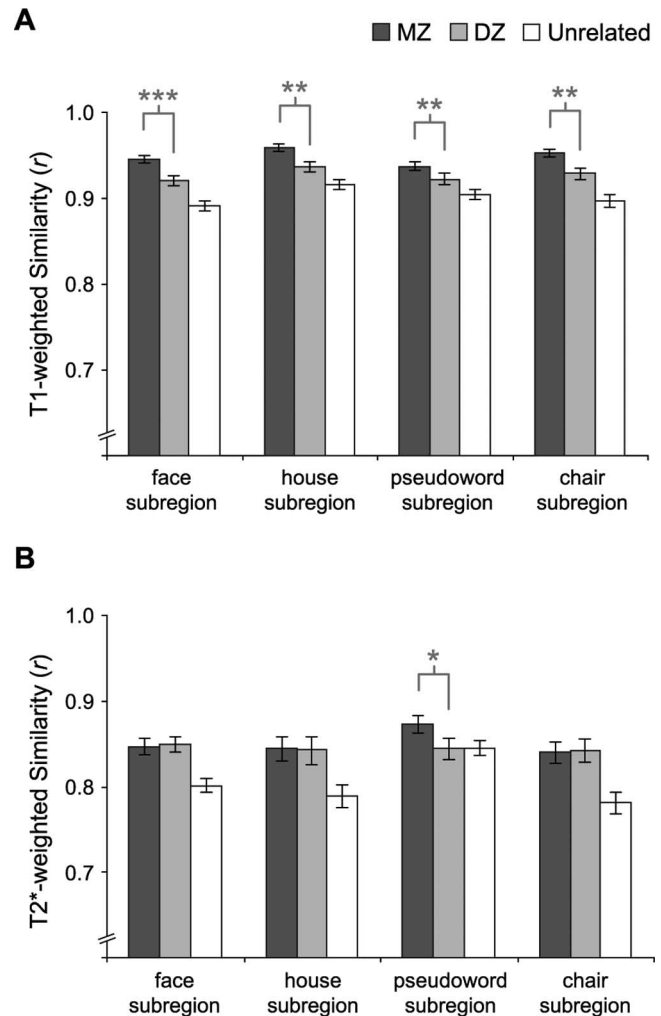 A
MZ DZ Unrelated
T1-weighted Similarity (r)
1.0
0.9
0.8
0.7
*** ** ** **
face house pseudoword chair
subregion subregion subregion subregion
B
T2*-weighted Similarity (r)
1.0
0.9
0.8
0.7
*
face house pseudoword chair
subregion subregion subregion subregion